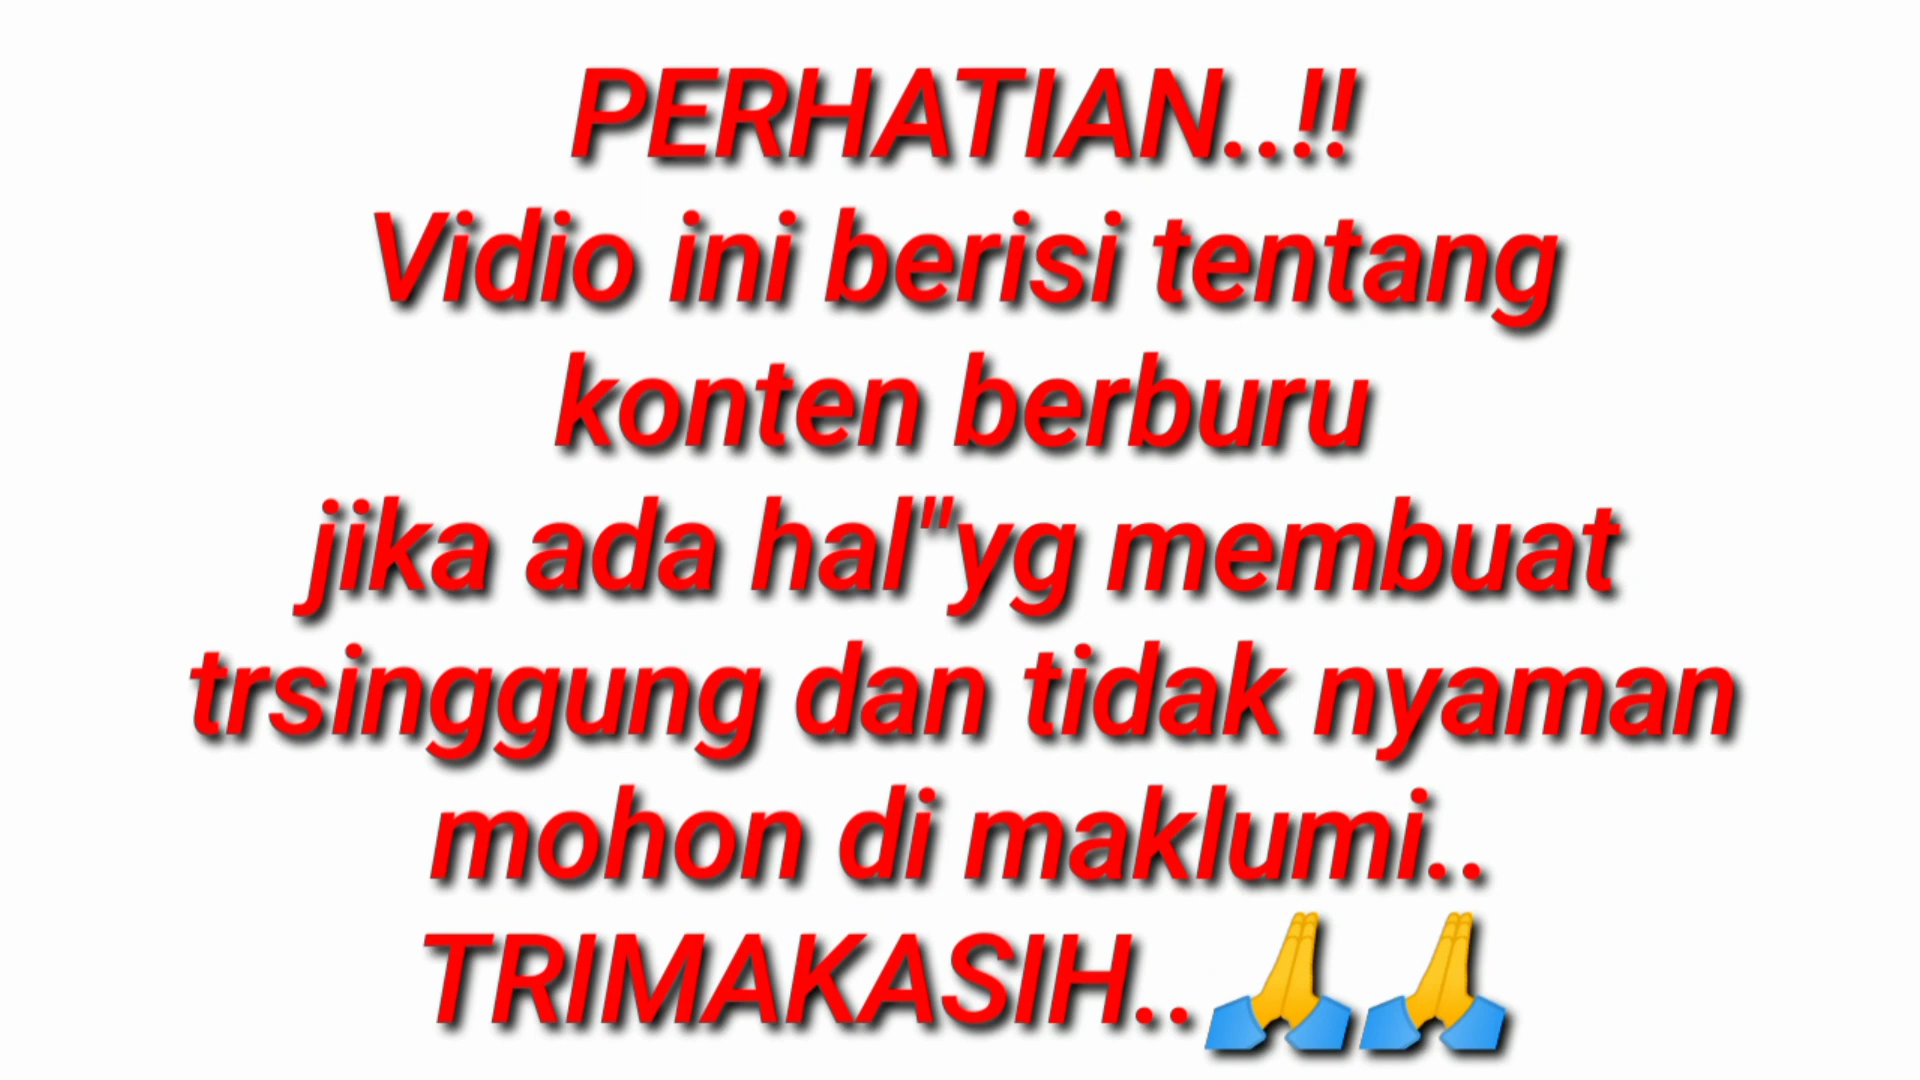 PERHATIAN..!!
Vidio ini berisi tentang
konten berburu
jika ada hal"yg membuat
trsinggung dan tidak nyaman
mohon di maklumi..
TRIMAKASIH..🙏🙏